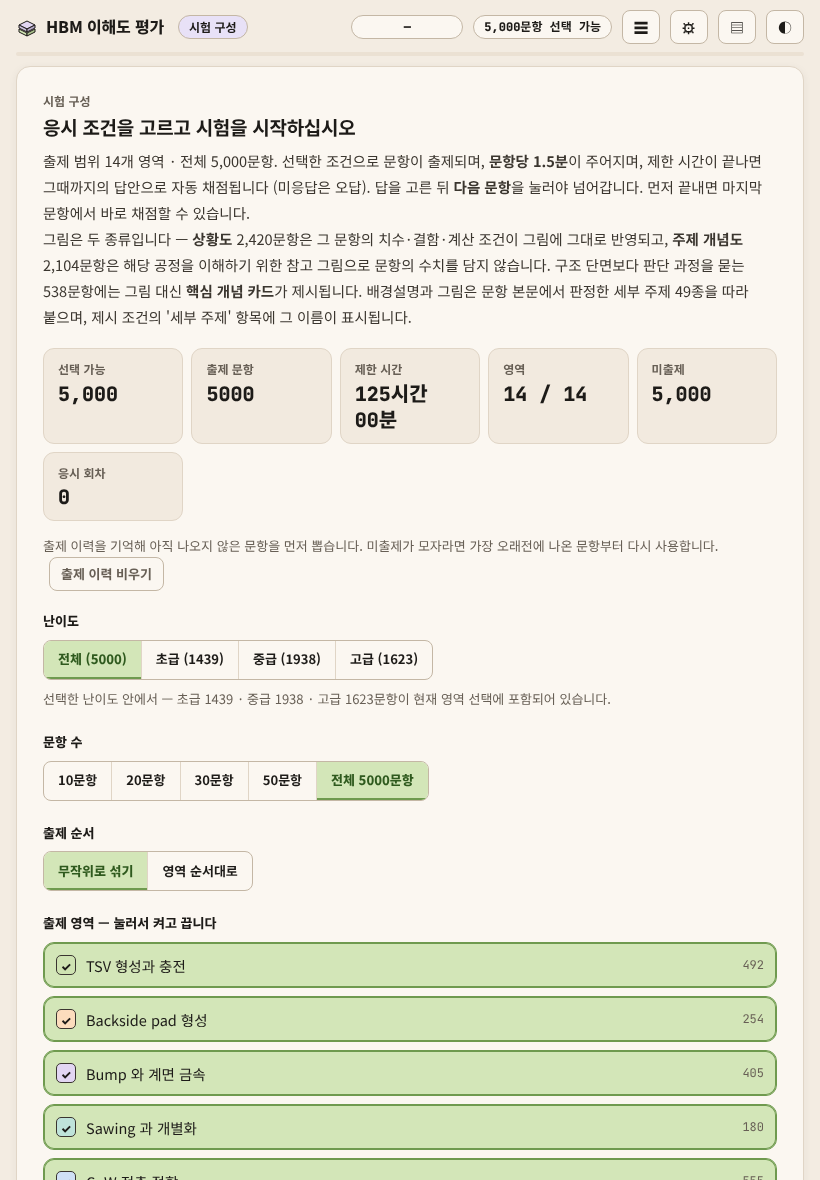 HBM 이해도 평가
시험 구성
–
5,000문항 선택 가능
시험 구성
응시 조건을 고르고 시험을 시작하십시오
출제 범위 14개 영역 · 전체 5,000문항. 선택한 조건으로 문항이 출제되며, 문항당 1.5분이 주어지며, 제한 시간이 끝나면
그때까지의 답안으로 자동 채점됩니다 (미응답은 오답). 답을 고른 뒤 다음 문항을 눌러야 넘어갑니다. 먼저 끝내면 마지막
문항에서 바로 채점할 수 있습니다.
그림은 두 종류입니다 — 상황도 2,420문항은 그 문항의 치수·결함·계산 조건이 그림에 그대로 반영되고, 주제 개념도
2,104문항은 해당 공정을 이해하기 위한 참고 그림으로 문항의 수치를 담지 않습니다. 구조 단면보다 판단 과정을 묻는
538문항에는 그림 대신 핵심 개념 카드가 제시됩니다. 배경설명과 그림은 문항 본문에서 판정한 세부 주제 49종을 따라
붙으며, 제시 조건의 '세부 주제' 항목에 그 이름이 표시됩니다.
선택 가능
5,000
출제 문항
5000
제한 시간
125시간
00분
영역
14 / 14
미출제
5,000
응시 회차
0
출제 이력을 기억해 아직 나오지 않은 문항을 먼저 뽑습니다. 미출제가 모자라면 가장 오래전에 나온 문항부터 다시 사용합니다.
출제 이력 비우기
난이도
전체 (5000)
초급 (1439)
중급 (1938)
고급 (1623)
선택한 난이도 안에서 — 초급 1439 · 중급 1938 · 고급 1623문항이 현재 영역 선택에 포함되어 있습니다.
문항 수
10문항
20문항
30문항
50문항
전체 5000문항
출제 순서
무작위로 섞기
영역 순서대로
출제 영역 — 눌러서 켜고 끕니다
TSV 형성과 충전
492
Backside pad 형성
254
Bump 와 계면 금속
405
Sawing 과 개별화
180